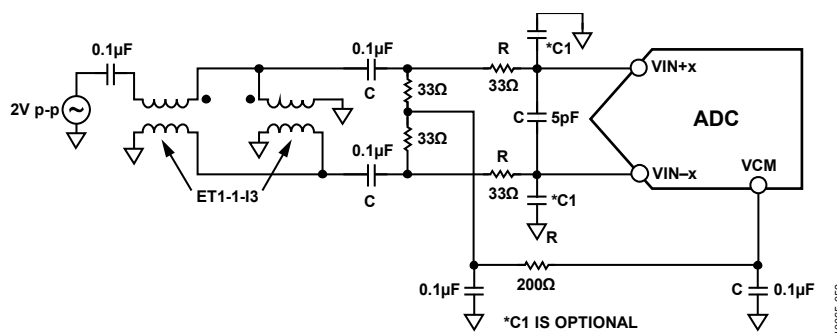 0.1µF
C
R
*C1
2V p-p
33Ω
33Ω
VIN+x
33Ω
C 5pF
ADC
0.1µF
R
VCM
VIN–x
ET1-1-I3
C
33Ω
*C1
R
0.1µF
200Ω
C 0.1µF
*C1 IS OPTIONAL
0.1µF